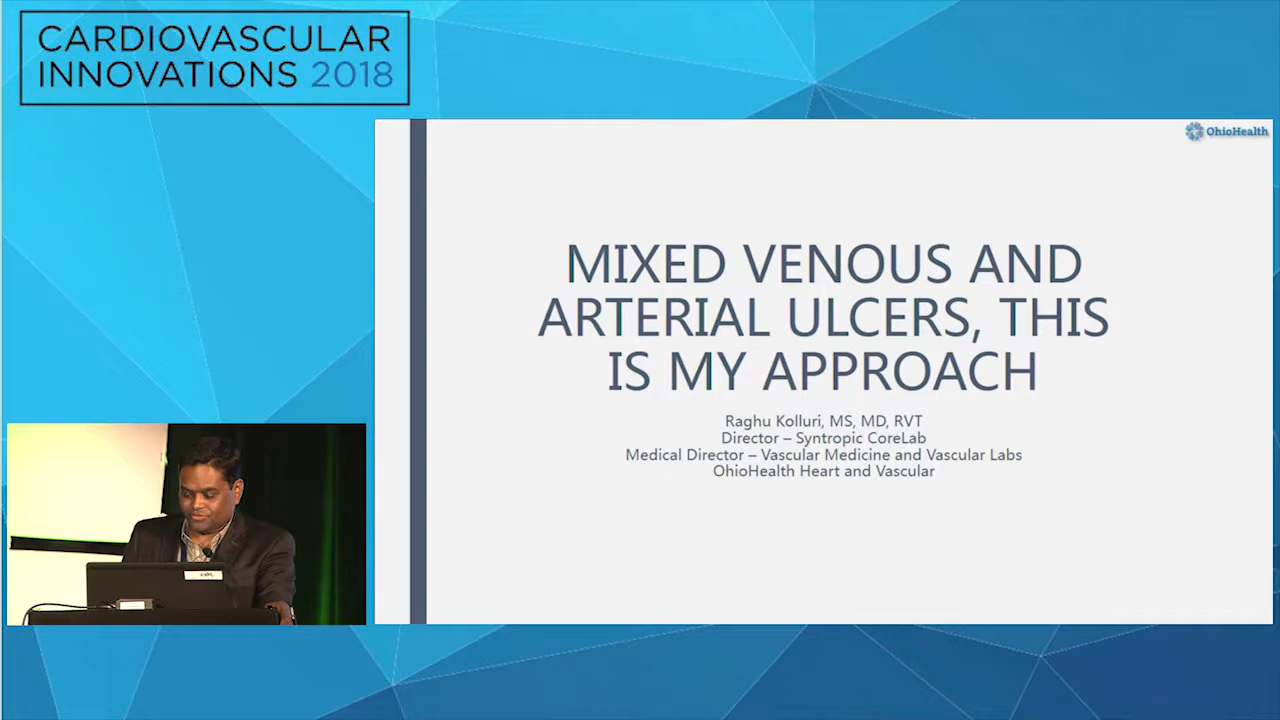 CARDIOVASCULAR
INNOVATIONS 2018
OhioHealth
MIXED VENOUS AND
ARTERIAL ULCERS, THIS
IS MY APPROACH
Raghu Kolluri, MS, MD, RVT
Director – Syntropic CoreLab
Medical Director – Vascular Medicine and Vascular Labs
OhioHealth Heart and Vascular